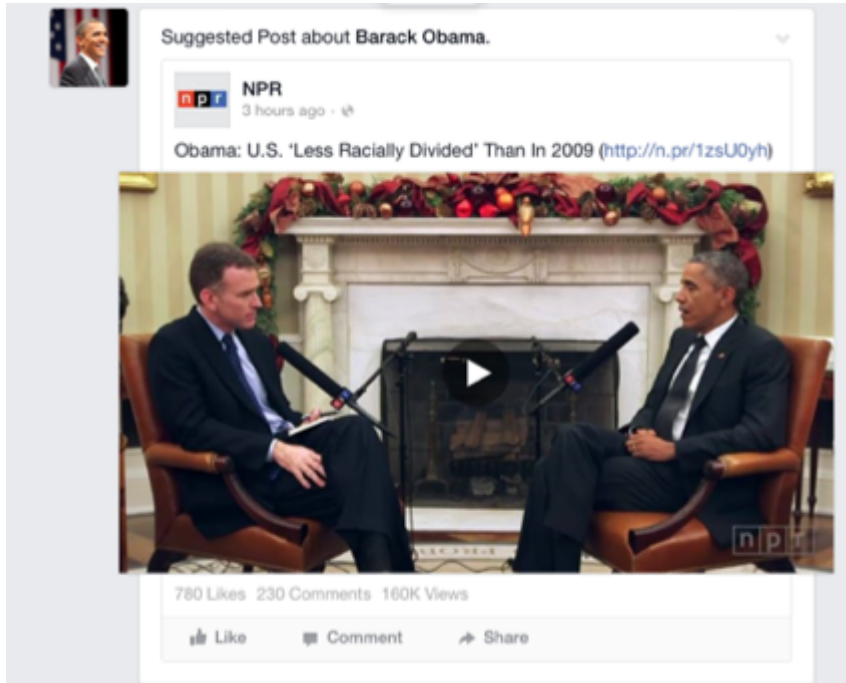 Suggested Post about Barack Obama.
npr
NPR
3 hours ago ·
Obama: U.S. 'Less Racially Divided' Than In 2009 (http://n.pr/1zsU0yh)
npr
780 Likes 230 Comments 160K Views
Like Comment Share